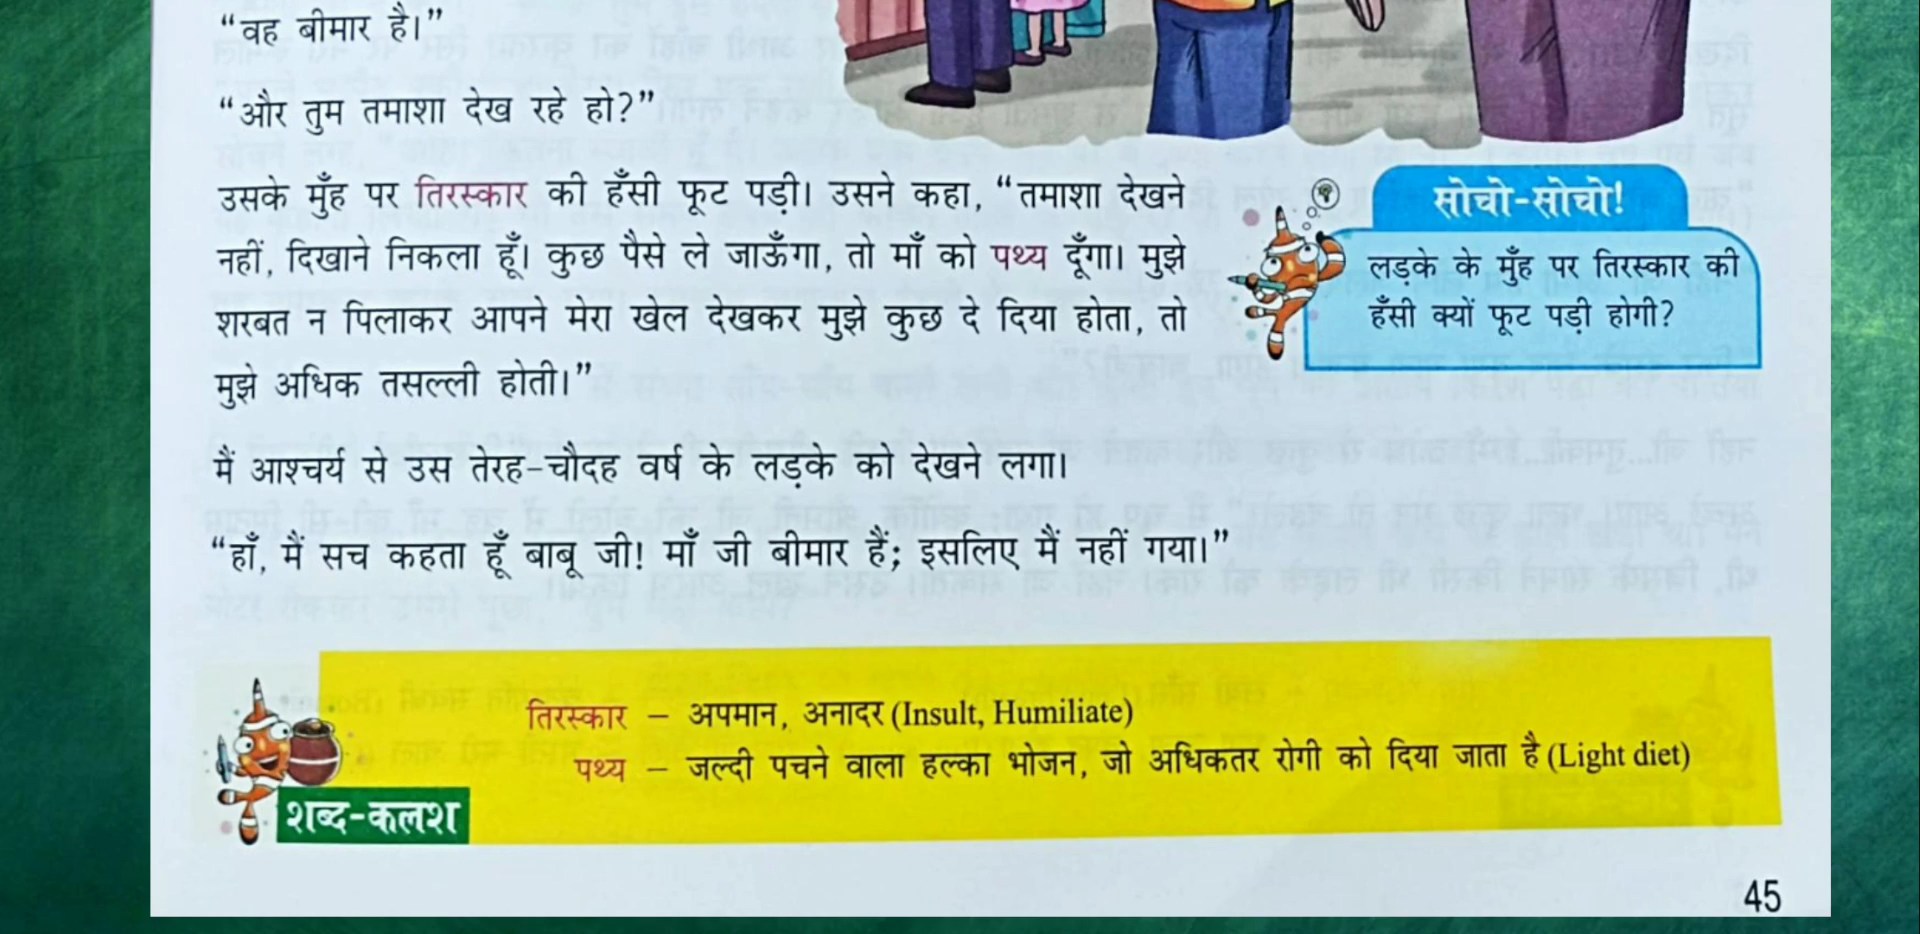 “वह बीमार है।”
“और तुम तमाशा देख रहे हो?”
उसके मुँह पर तिरस्कार की हँसी फूट पड़ी। उसने कहा, “तमाशा देखने
नहीं, दिखाने निकला हूँ। कुछ पैसे ले जाऊँगा, तो माँ को पथ्य दूँगा। मुझे
शरबत न पिलाकर आपने मेरा खेल देखकर मुझे कुछ दे दिया होता, तो
मुझे अधिक तसल्ली होती।”
सोचो-सोचो!
लड़के के मुँह पर तिरस्कार की
हँसी क्यों फूट पड़ी होगी?
मैं आश्चर्य से उस तेरह-चौदह वर्ष के लड़के को देखने लगा।
“हाँ, मैं सच कहता हूँ बाबू जी! माँ जी बीमार हैं; इसलिए मैं नहीं गया।”
तिरस्कार – अपमान, अनादर (Insult, Humiliate)
पथ्य – जल्दी पचने वाला हल्का भोजन, जो अधिकतर रोगी को दिया जाता है (Light diet)
शब्द-कलश
45